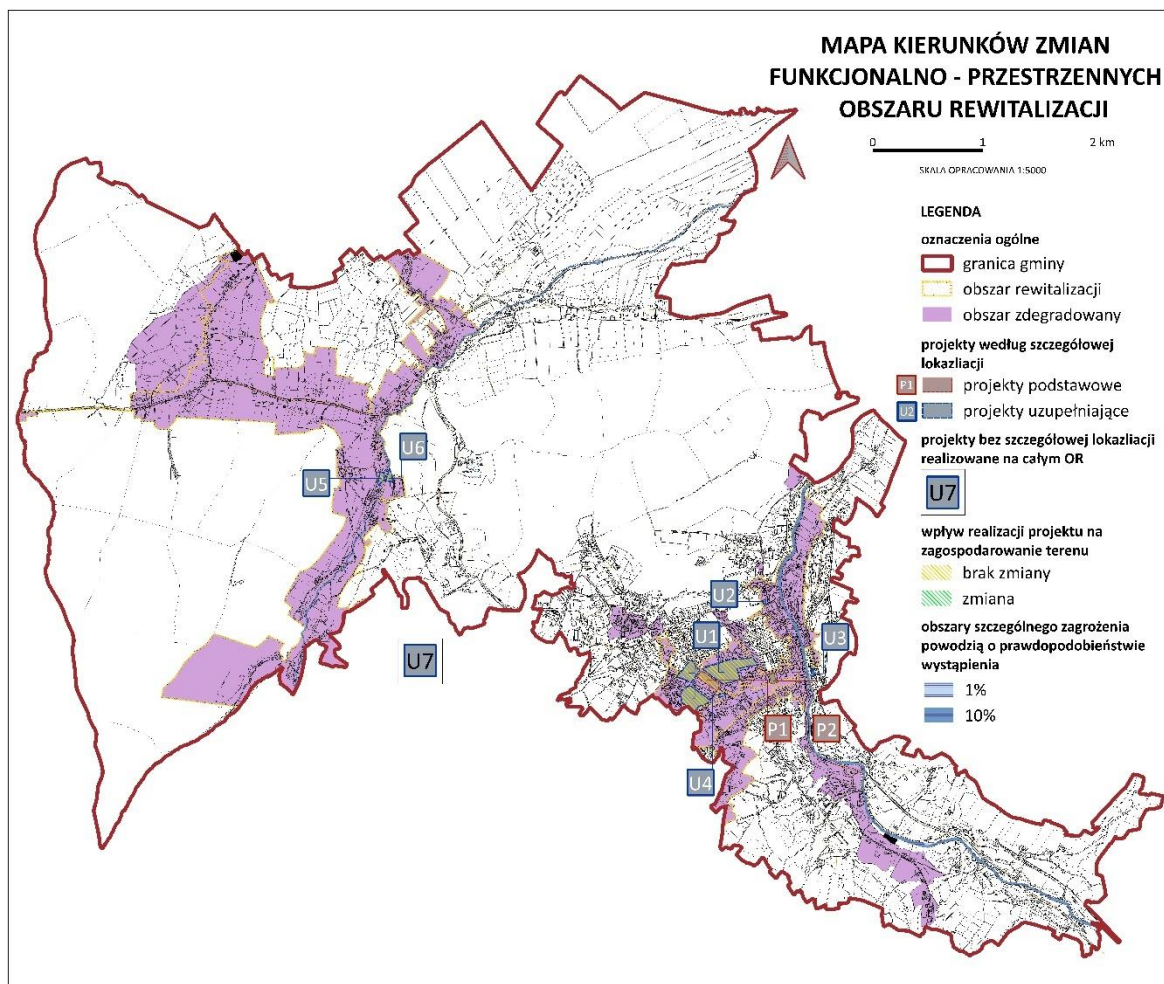 MAPA KIERUNKÓW ZMIAN
FUNKCJONALNO - PRZESTRZENNYCH
OBSZARU REWITALIZACJI
0 1 2 km
SKALA OPRACOWANIA 1:5000
LEGENDA
oznaczenia ogólne
granica gminy
obszar rewitalizacji
obszar zdegradowany
projekty według szczegółowej
lokazliacji
P1 projekty podstawowe
U2 projekty uzupełniające
projekty bez szczegółowej lokazliacji
realizowane na całym OR
U7
wpływ realizacji projektu na
zagospodarowanie terenu
brak zmiany
zmiana
obszary szczególnego zagrożenia
powodzią o prawdopodobieństwie
wystąpienia
1%
10%
U6
U5
U2
U1
U3
U7
P1
P2
U4